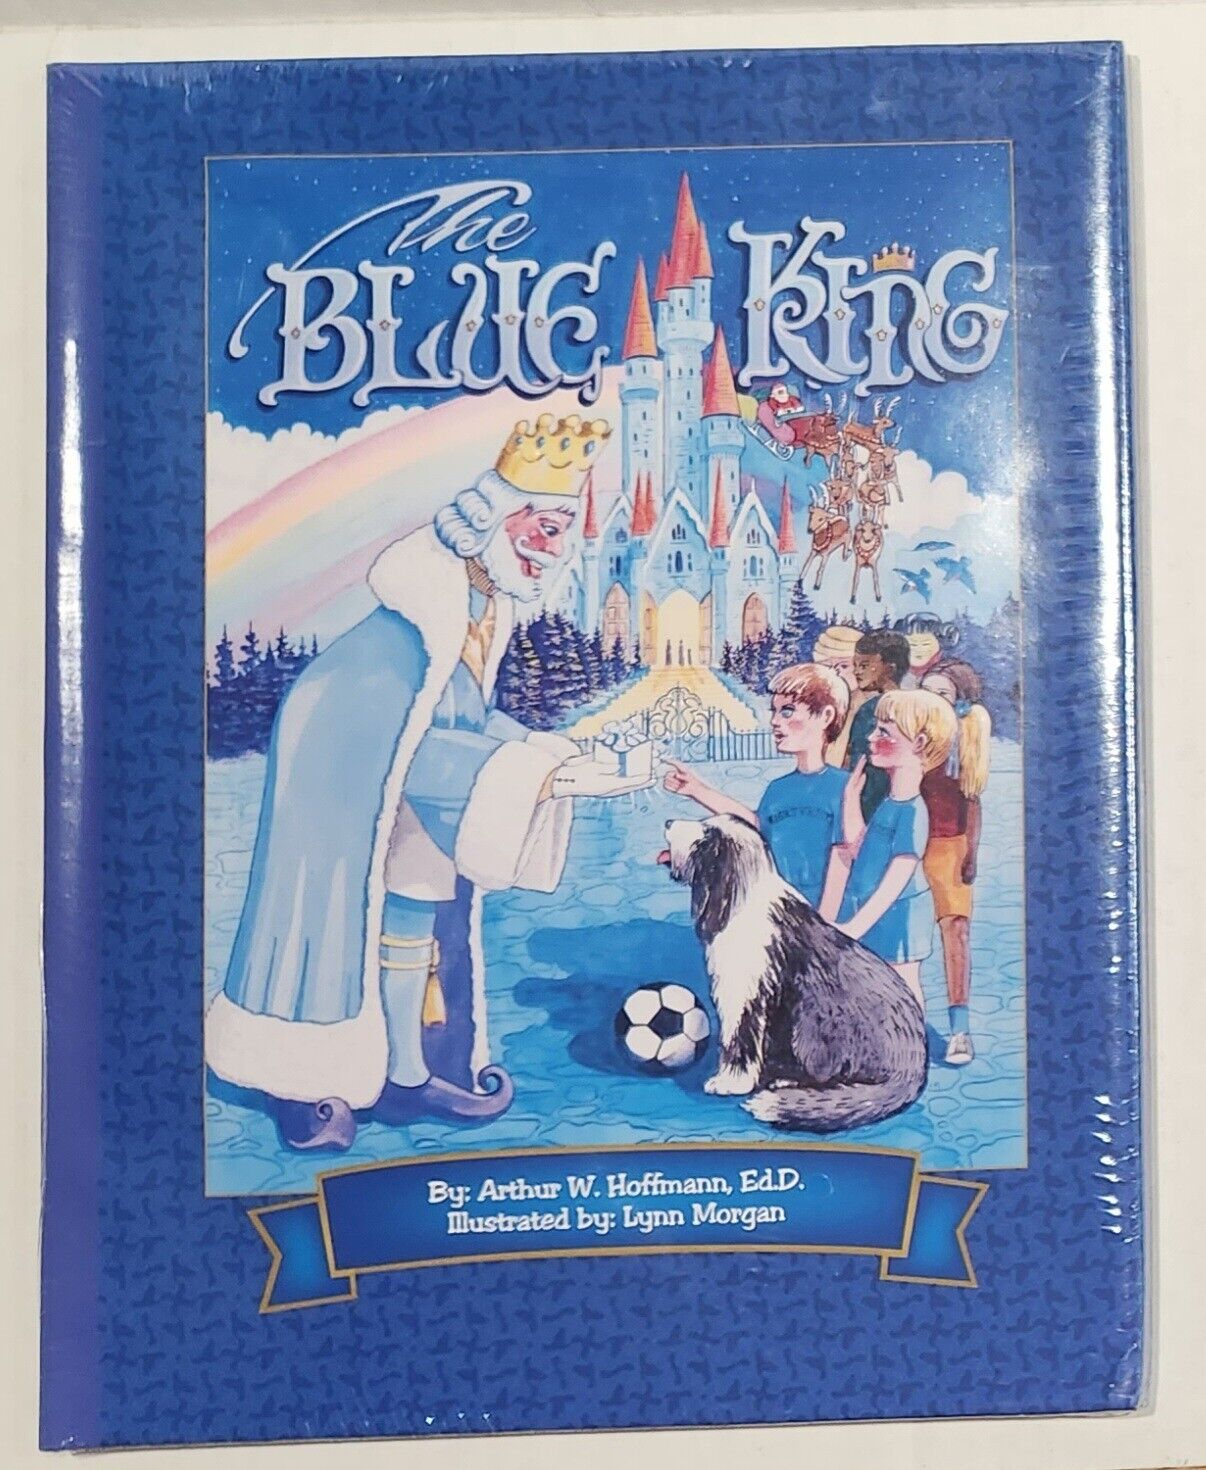 The
BLUE KING
By: Arthur W. Hoffmann, Ed.D.
Illustrated by: Lynn Morgan